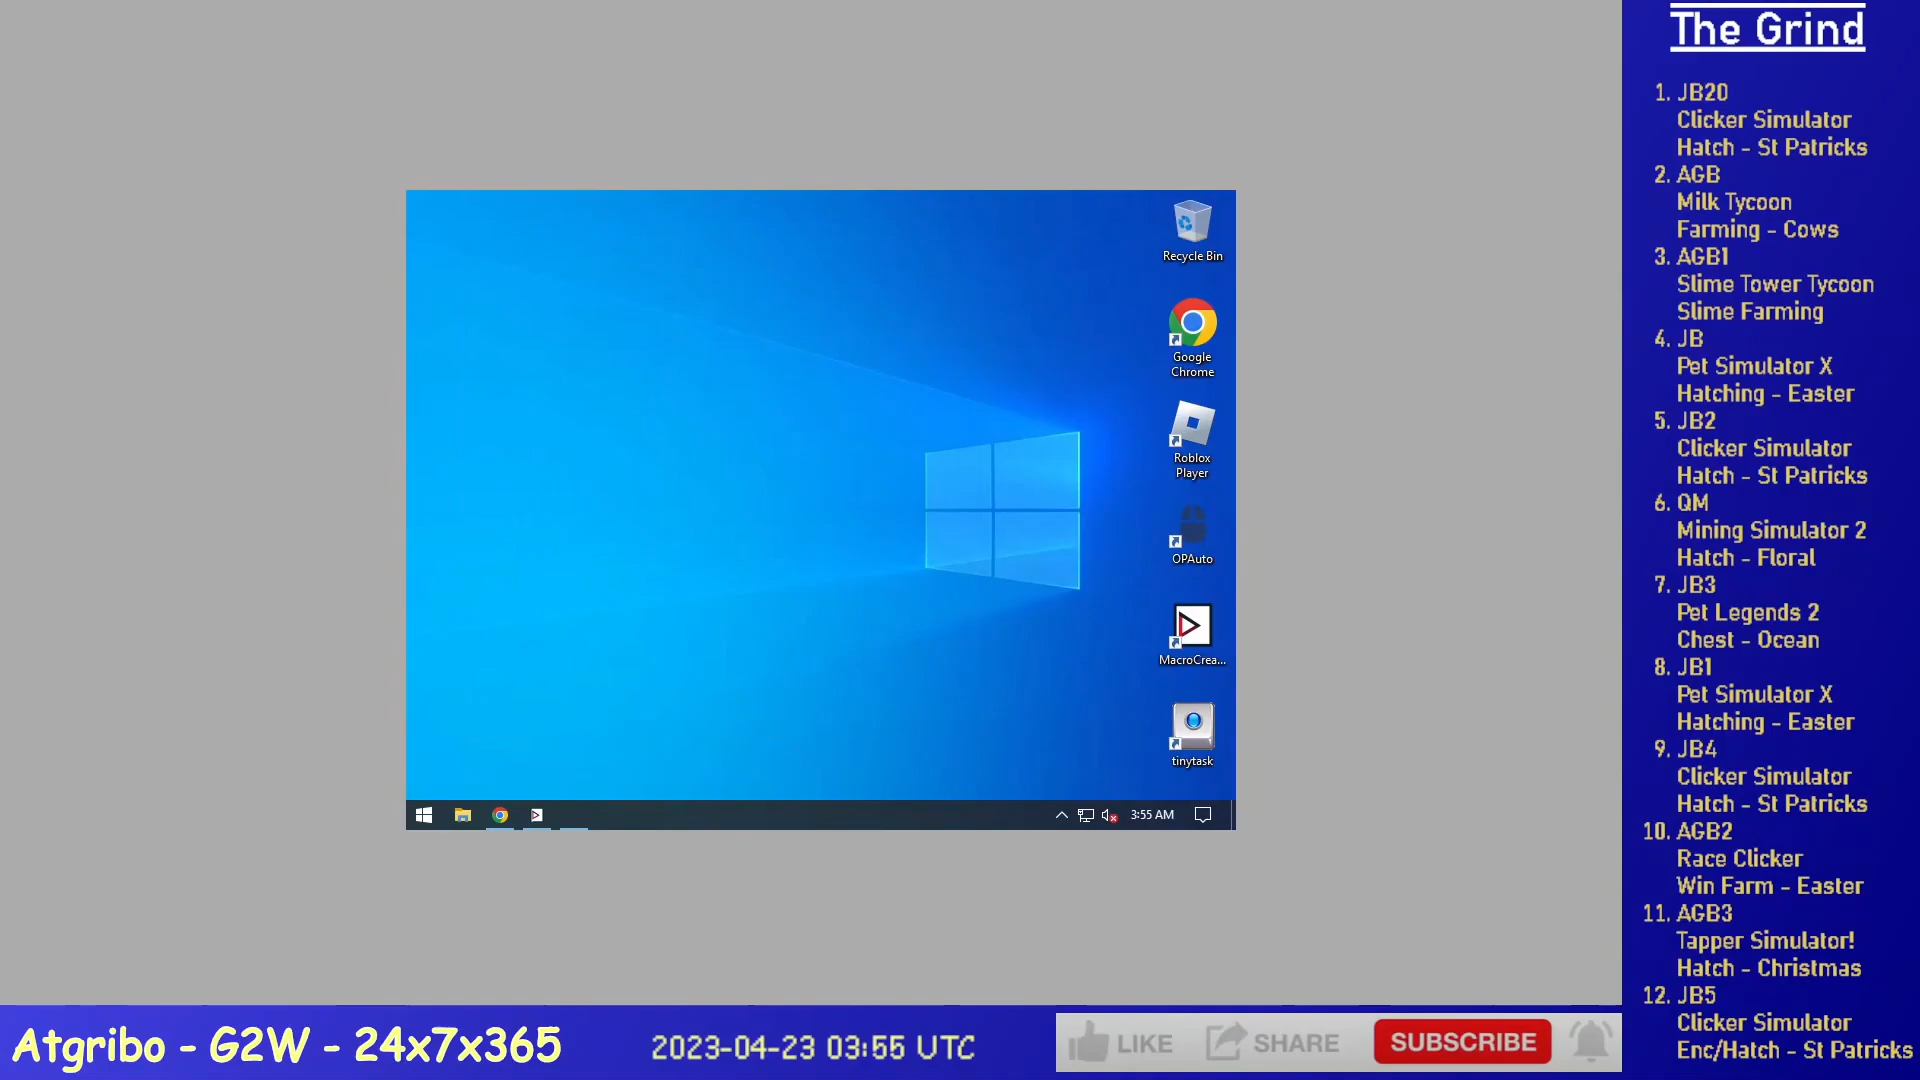 The Grind
1. JB20
Clicker Simulator
Hatch - St Patricks
2. AGB
Milk Tycoon
Farming - Cows
3. AGB1
Slime Tower Tycoon
Slime Farming
4. JB
Pet Simulator X
Hatching - Easter
5. JB2
Clicker Simulator
Hatch - St Patricks
6. QM
Mining Simulator 2
Hatch - Floral
7. JB3
Pet Legends 2
Chest - Ocean
8. JB1
Pet Simulator X
Hatching - Easter
9. JB4
Clicker Simulator
Hatch - St Patricks
10. AGB2
Race Clicker
Win Farm - Easter
11. AGB3
Tapper Simulator!
Hatch - Christmas
12. JB5
Clicker Simulator
Enc/Hatch - St Patricks
Recycle Bin
Google
Chrome
Roblox
Player
OPAuto
MacroCrea...
tinytask
3:55 AM
Atgribo - G2W - 24x7x365
2023-04-23 03:55 UTC
LIKE
SHARE
SUBSCRIBE